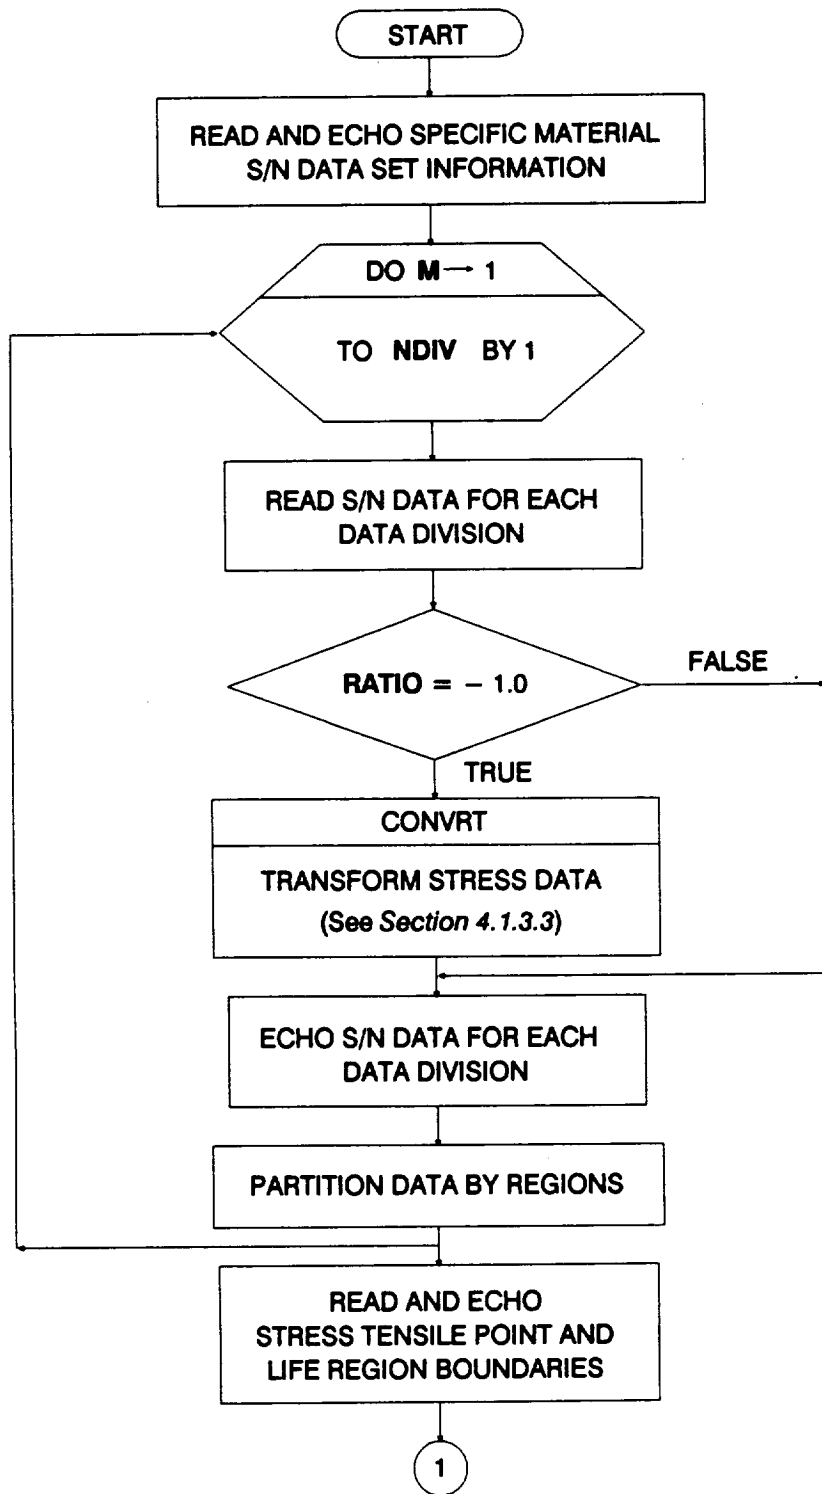 START
READ AND ECHO SPECIFIC MATERIAL
S/N DATA SET INFORMATION
DO M → 1
TO NDIV BY 1
READ S/N DATA FOR EACH
DATA DIVISION
RATIO = − 1.0
FALSE
TRUE
CONVRT
TRANSFORM STRESS DATA
(See Section 4.1.3.3)
ECHO S/N DATA FOR EACH
DATA DIVISION
PARTITION DATA BY REGIONS
READ AND ECHO
STRESS TENSILE POINT AND
LIFE REGION BOUNDARIES
1